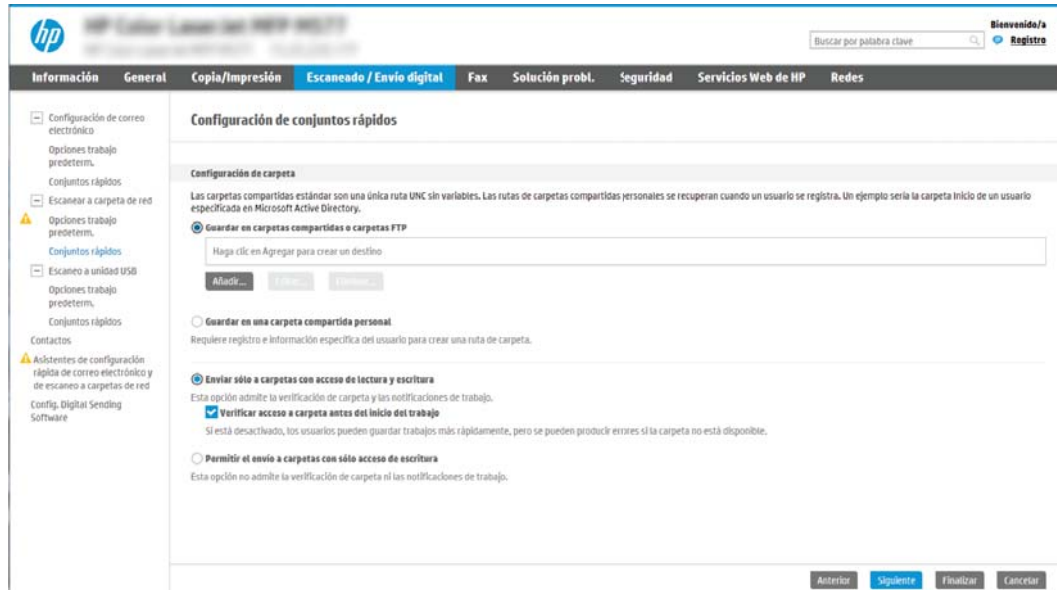 hp
Bienvenido/a
Buscar por palabra clave
Registro
Información General Copia/Impresión Escaneado / Envío digital Fax Solución probl. Seguridad Servicios Web de HP Redes
Configuración de correo
electrónico
Opciones trabajo
predeterm.
Conjuntos rápidos
Escanear a carpeta de red
Opciones trabajo
predeterm.
Conjuntos rápidos
Escaneo a unidad USB
Opciones trabajo
predeterm.
Conjuntos rápidos
Contactos
Asistentes de configuración
rápida de correo electrónico y
de escaneo a carpetas de red
Config. Digital Sending
Software
Configuración de conjuntos rápidos
Configuración de carpeta
Las carpetas compartidas estándar son una única ruta UNC sin variables. Las rutas de carpetas compartidas personales se recuperan cuando un usuario se registra. Un ejemplo sería la carpeta Inicio de un usuario
especificada en Microsoft Active Directory.
Guardar en carpetas compartidas o carpetas FTP
Haga clic en Agregar para crear un destino
Añadir...
Guardar en una carpeta compartida personal
Requiere registro e información específica del usuario para crear una ruta de carpeta.
Enviar sólo a carpetas con acceso de lectura y escritura
Esta opción admite la verificación de carpeta y las notificaciones de trabajo.
Verificar acceso a carpeta antes del inicio del trabajo
Si está desactivado, los usuarios pueden guardar trabajos más rápidamente, pero se pueden producir errores si la carpeta no está disponible.
Permitir el envío a carpetas con sólo acceso de escritura
Esta opción no admite la verificación de carpeta ni las notificaciones de trabajo.
Anterior Siguiente Finalizar Cancelar